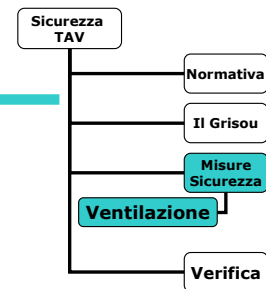 Sicurezza
TAV
Normativa
Il Grisou
Misure
Sicurezza
Ventilazione
Verifica